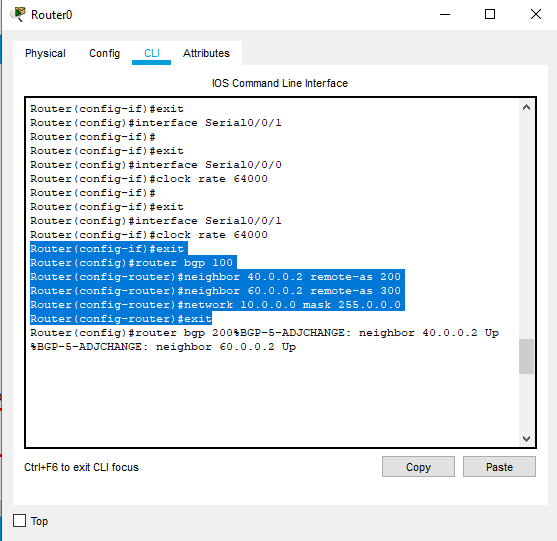 Router0
Physical Config CLI Attributes
IOS Command Line Interface
Router(config-if)#exit
Router(config)#interface Serial0/0/1
Router(config-if)#
Router(config-if)#exit
Router(config)#interface Serial0/0/0
Router(config-if)#clock rate 64000
Router(config-if)#
Router(config-if)#exit
Router(config)#interface Serial0/0/1
Router(config-if)#clock rate 64000
Router(config-if)#exit
Router(config)#router bgp 100
Router(config-router)#neighbor 40.0.0.2 remote-as 200
Router(config-router)#neighbor 60.0.0.2 remote-as 300
Router(config-router)#network 10.0.0.0 mask 255.0.0.0
Router(config-router)#exit
Router(config)#router bgp 200%BGP-5-ADJCHANGE: neighbor 40.0.0.2 Up
%BGP-5-ADJCHANGE: neighbor 60.0.0.2 Up
Ctrl+F6 to exit CLI focus
Copy Paste
Top